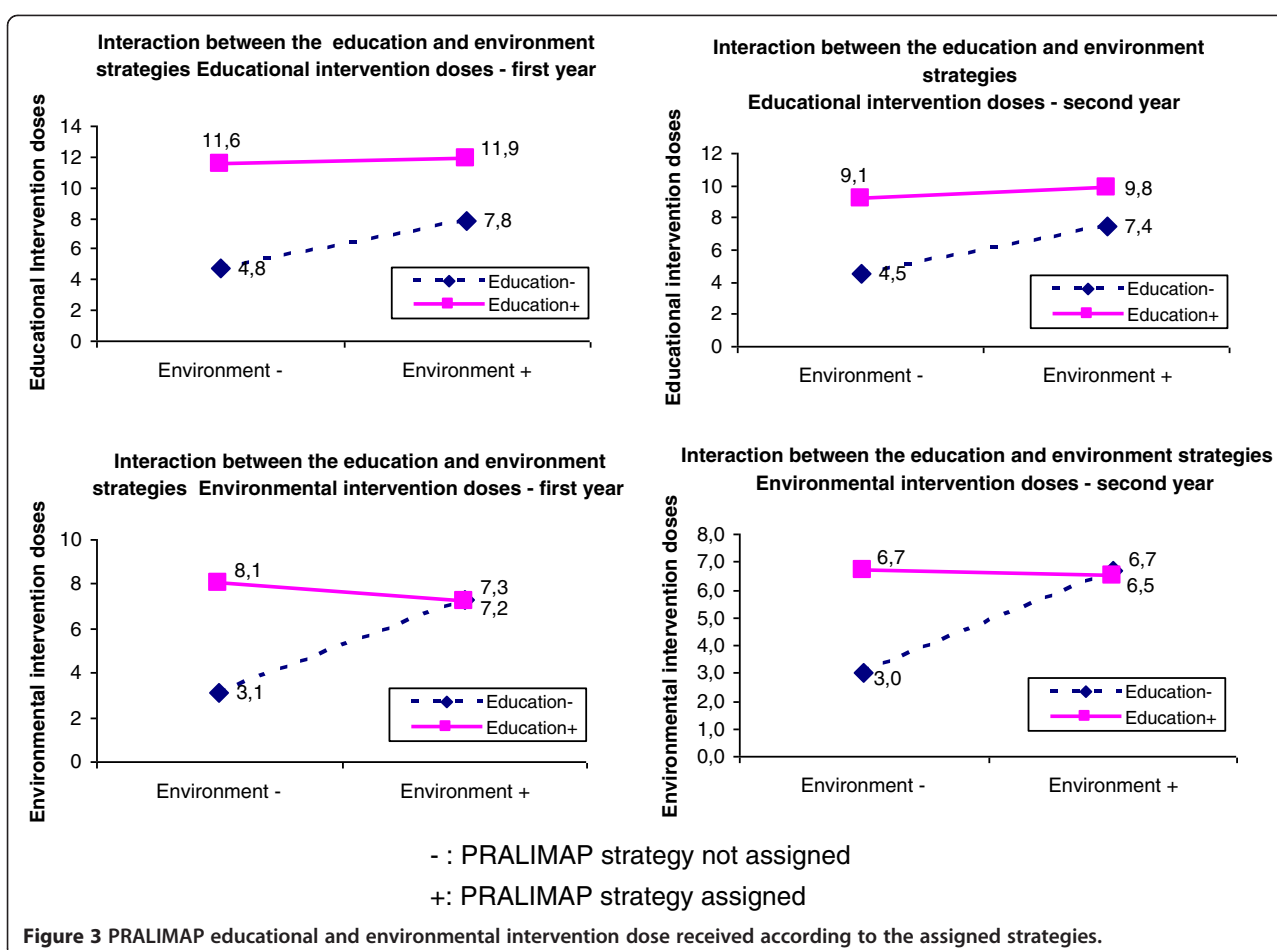 Interaction between the education and environment
strategies Educational intervention doses - first year
Educational Intervention doses
14
12
10
8
6
4
2
0
11,6
11,9
7,8
4,8
Education-
Education+
Environment -
Environment +
Interaction between the education and environment
strategies
Educational intervention doses - second year
Educational intervention doses
12
10
8
6
4
2
0
9,1
9,8
7,4
4,5
Education-
Education+
Environment -
Environment +
Interaction between the education and environment
strategies Environmental intervention doses - first year
Environmental intervention doses
10
8
6
4
2
0
8,1
7,3
7,2
3,1
Education-
Education+
Environment -
Environment +
Interaction between the education and environment strategies
Environmental intervention doses - second year
Environmental intervention doses
8,0
7,0
6,0
5,0
4,0
3,0
2,0
1,0
0,0
6,7
6,7
6,5
3,0
Education-
Education+
Environment -
Environment +
- : PRALIMAP strategy not assigned
+: PRALIMAP strategy assigned
Figure 3 PRALIMAP educational and environmental intervention dose received according to the assigned strategies.